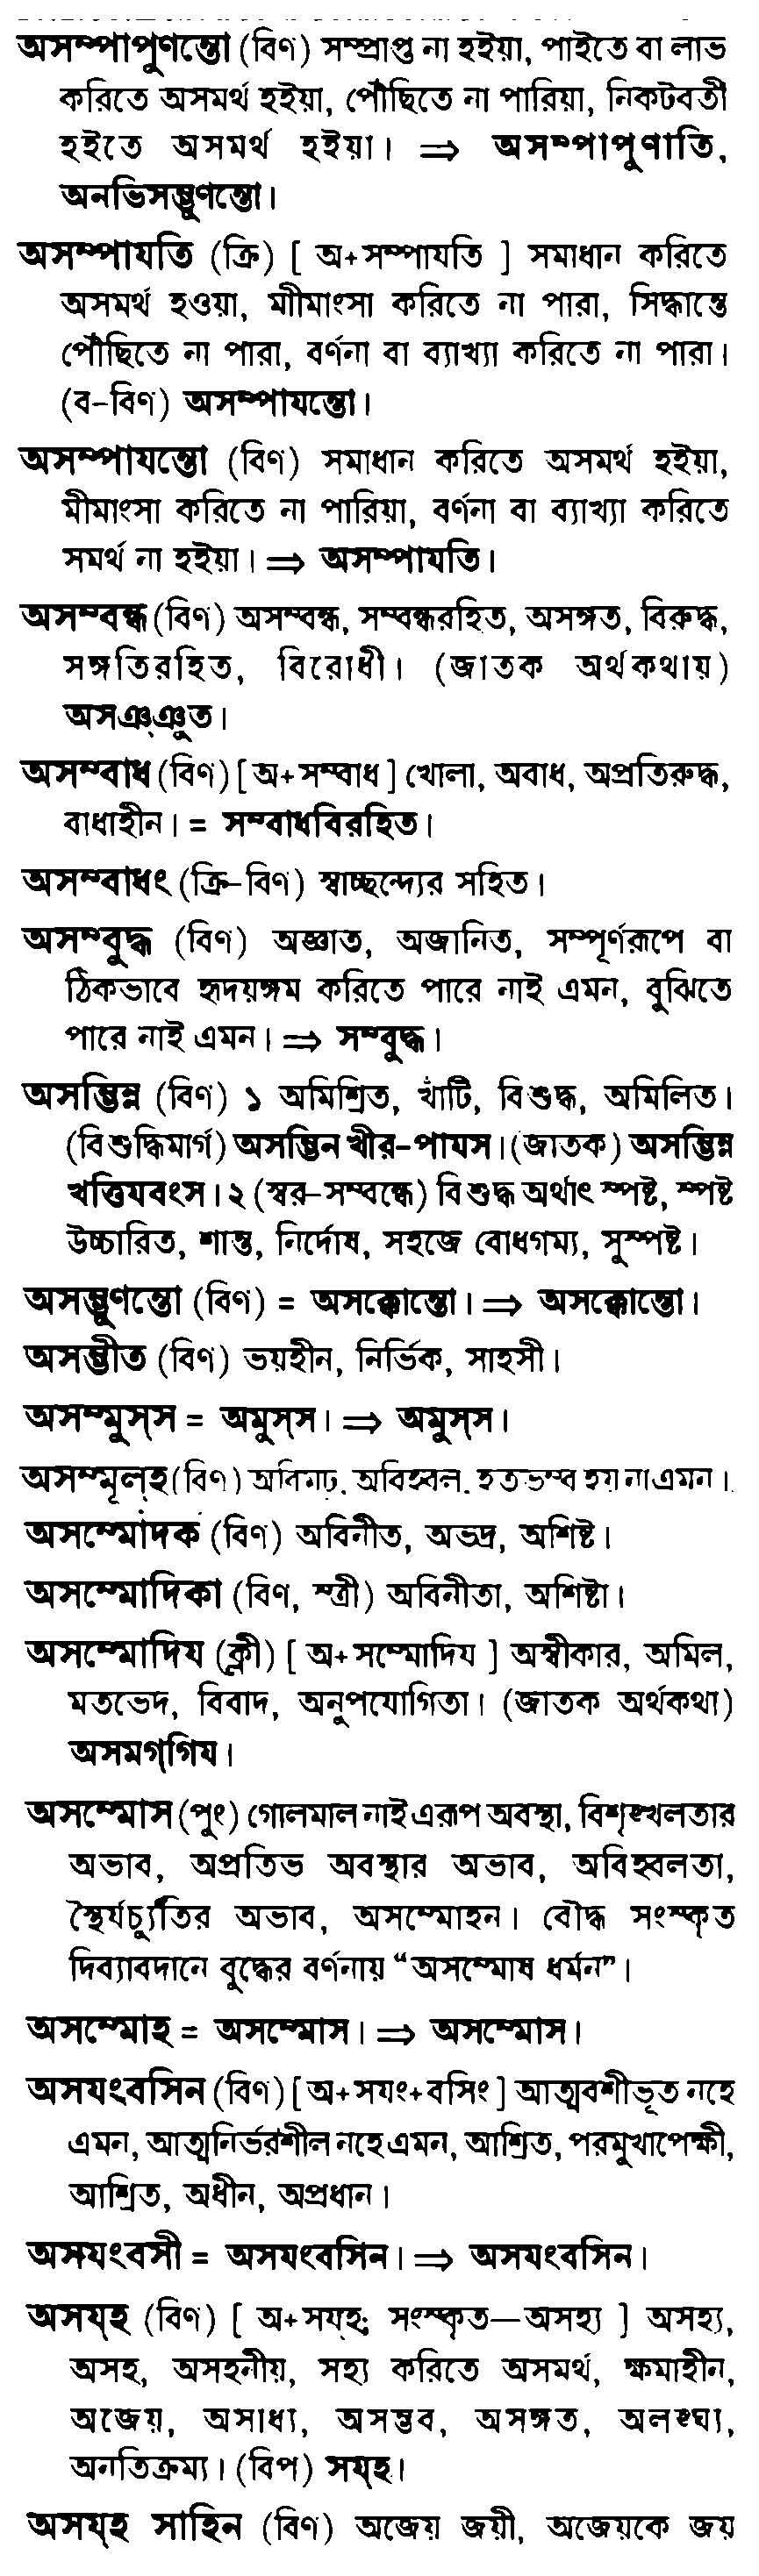 অসম্পাপুণন্তো (বিণ) সম্প্রাপ্ত না হইয়া, পাইতে বা লাভ
করিতে অসমর্থ হইয়া, পৌঁছিতে না পারিয়া, নিকটবর্তী
হইতে অসমর্থ হইয়া। ⇒ অসম্পাপুণাতি,
অনভিসম্ভুণন্তো।
অসম্পাযতি (ক্রি) [ অ+সম্পাযতি ] সমাধান করিতে
অসমর্থ হওয়া, মীমাংসা করিতে না পারা, সিদ্ধান্তে
পৌঁছিতে না পারা, বর্ণনা বা ব্যাখ্যা করিতে না পারা।
(ব-বিণ) অসম্পাযন্তো।
অসম্পাযন্তো (বিণ) সমাধান করিতে অসমর্থ হইয়া,
মীমাংসা করিতে না পারিয়া, বর্ণনা বা ব্যাখ্যা করিতে
সমর্থ না হইয়া। ⇒ অসম্পাযতি।
অসম্বন্ধ (বিণ) অসম্বন্ধ, সম্বন্ধরহিত, অসঙ্গত, বিরুদ্ধ,
সঙ্গতিরহিত, বিরোধী। (জাতক অর্থকথায়)
অসঞ্ঞুত।
অসম্বাধ (বিণ) [ অ+সম্বাধ ] খোলা, অবাধ, অপ্রতিরুদ্ধ,
বাধাহীন। = সম্বাধবিরহিত।
অসম্বাধং (ক্রি-বিণ) স্বাচ্ছন্দ্যের সহিত।
অসম্বুদ্ধ (বিণ) অজ্ঞাত, অজানিত, সম্পূর্ণরূপে বা
ঠিকভাবে হৃদয়ঙ্গম করিতে পারে নাই এমন, বুঝিতে
পারে নাই এমন। ⇒ সম্বুদ্ধ।
অসম্ভিন্ন (বিণ) ১ অমিশ্রিত, খাঁটি, বিশুদ্ধ, অমিলিত।
(বিশুদ্ধিমার্গ) অসম্ভিন খীর-পামস। (জাতক) অসম্ভিন্ন
খত্তিযবংস। ২ (স্বর-সম্বন্ধে) বিশুদ্ধ অর্থাৎ স্পষ্ট, স্পষ্ট
উচ্চারিত, শান্ত, নির্দোষ, সহজে বোধগম্য, সুস্পষ্ট।
অসম্ভুণন্তো (বিণ) = অসক্কোন্তো। ⇒ অসক্কোন্তো।
অসম্ভীত (বিণ) ভয়হীন, নির্ভিক, সাহসী।
অসম্মুস্স = অমুস্স। ⇒ অমুস্স।
অসম্মূল্হ (বিণ) অবিমূঢ়, অবিহ্বল, হতভম্ব হয় না এমন।
অসম্মোদক (বিণ) অবিনীত, অভদ্র, অশিষ্ট।
অসম্মোদিকা (বিণ, স্ত্রী) অবিনীতা, অশিষ্টা।
অসম্মোদিয (ক্লী) [ অ+সম্মোদিয ] অস্বীকার, অমিল,
মতভেদ, বিবাদ, অনুপযোগিতা। (জাতক অর্থকথা)
অসমগ্গিয।
অসম্মোস (পুং) গোলমাল নাই এরূপ অবস্থা, বিশৃঙ্খলতার
অভাব, অপ্রতিভ অবস্থার অভাব, অবিহ্বলতা,
স্থৈর্যচ্যুতির অভাব, অসম্মোহন। বৌদ্ধ সংস্কৃত
দিব্যাবদানে বুদ্ধের বর্ণনায় “অসম্মোষ ধর্মন”।
অসম্মোহ = অসম্মোস। ⇒ অসম্মোস।
অসযংবসিন (বিণ) [ অ+সযং+বসিং ] আত্মবশীভূত নহে
এমন, আত্মনির্ভরশীল নহে এমন, আশ্রিত, পরমুখাপেক্ষী,
আশ্রিত, অধীন, অপ্রধান।
অসযংবসী = অসযংবসিন। ⇒ অসযংবসিন।
অসয্হ (বিণ) [ অ+সয্হ; সংস্কৃত—অসহ্য ] অসহ্য,
অসহ, অসহনীয়, সহ্য করিতে অসমর্থ, ক্ষমাহীন,
অজেয়, অসাধ্য, অসম্ভব, অসঙ্গত, অলঙ্ঘ্য,
অনতিক্রম্য। (বিপ) সয্হ।
অসয্হ সাহিন (বিণ) অজেয় জয়ী, অজেয়কে জয়